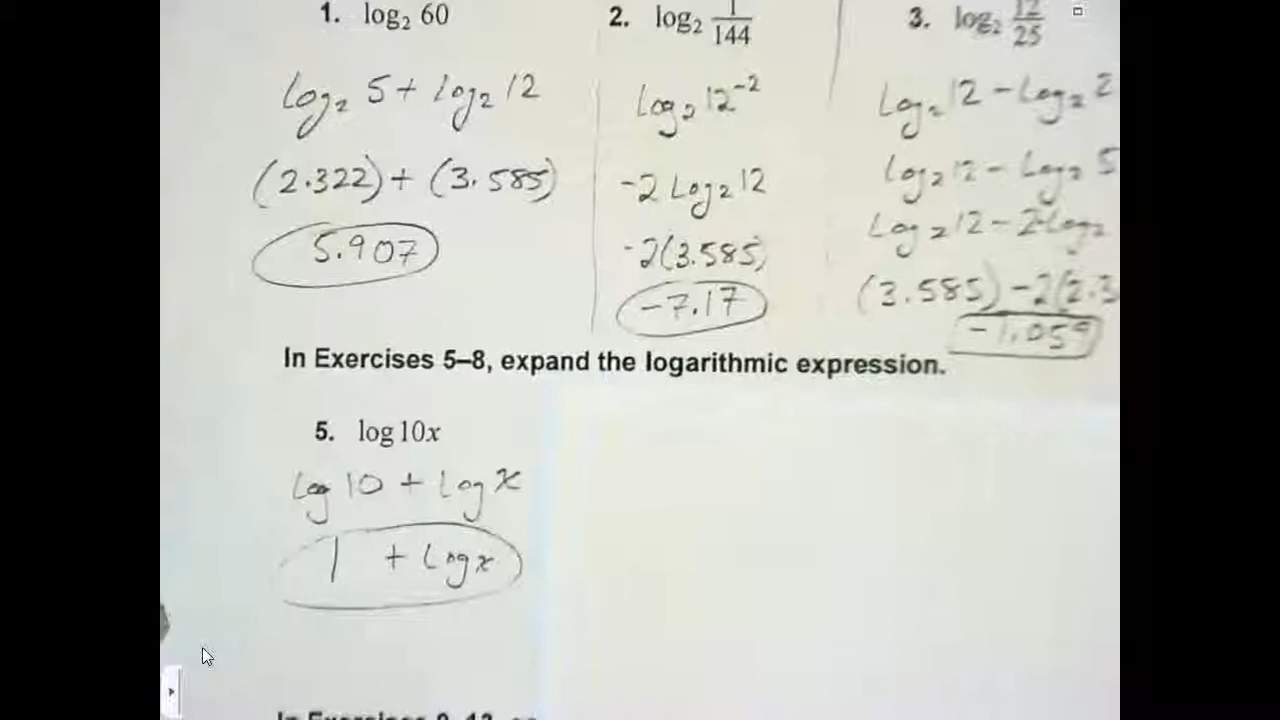 1. log₂ 60
log₂ 5 + log₂ 12
(2.322) + (3.585)
5.907
2. log₂ 1/144
log₂ 12⁻²
-2 Log₂ 12
-2(3.585)
-7.17
3. log₂ 12/25
Log₂ 12 - Log₂ 2
Log₂ 12 - Log₂ 5
Log₂ 12 - 2 Log₂
(3.585) - 2(2.3
-1.059
In Exercises 5–8, expand the logarithmic expression.
5. log 10x
Log 10 + Log x
1 + Log x